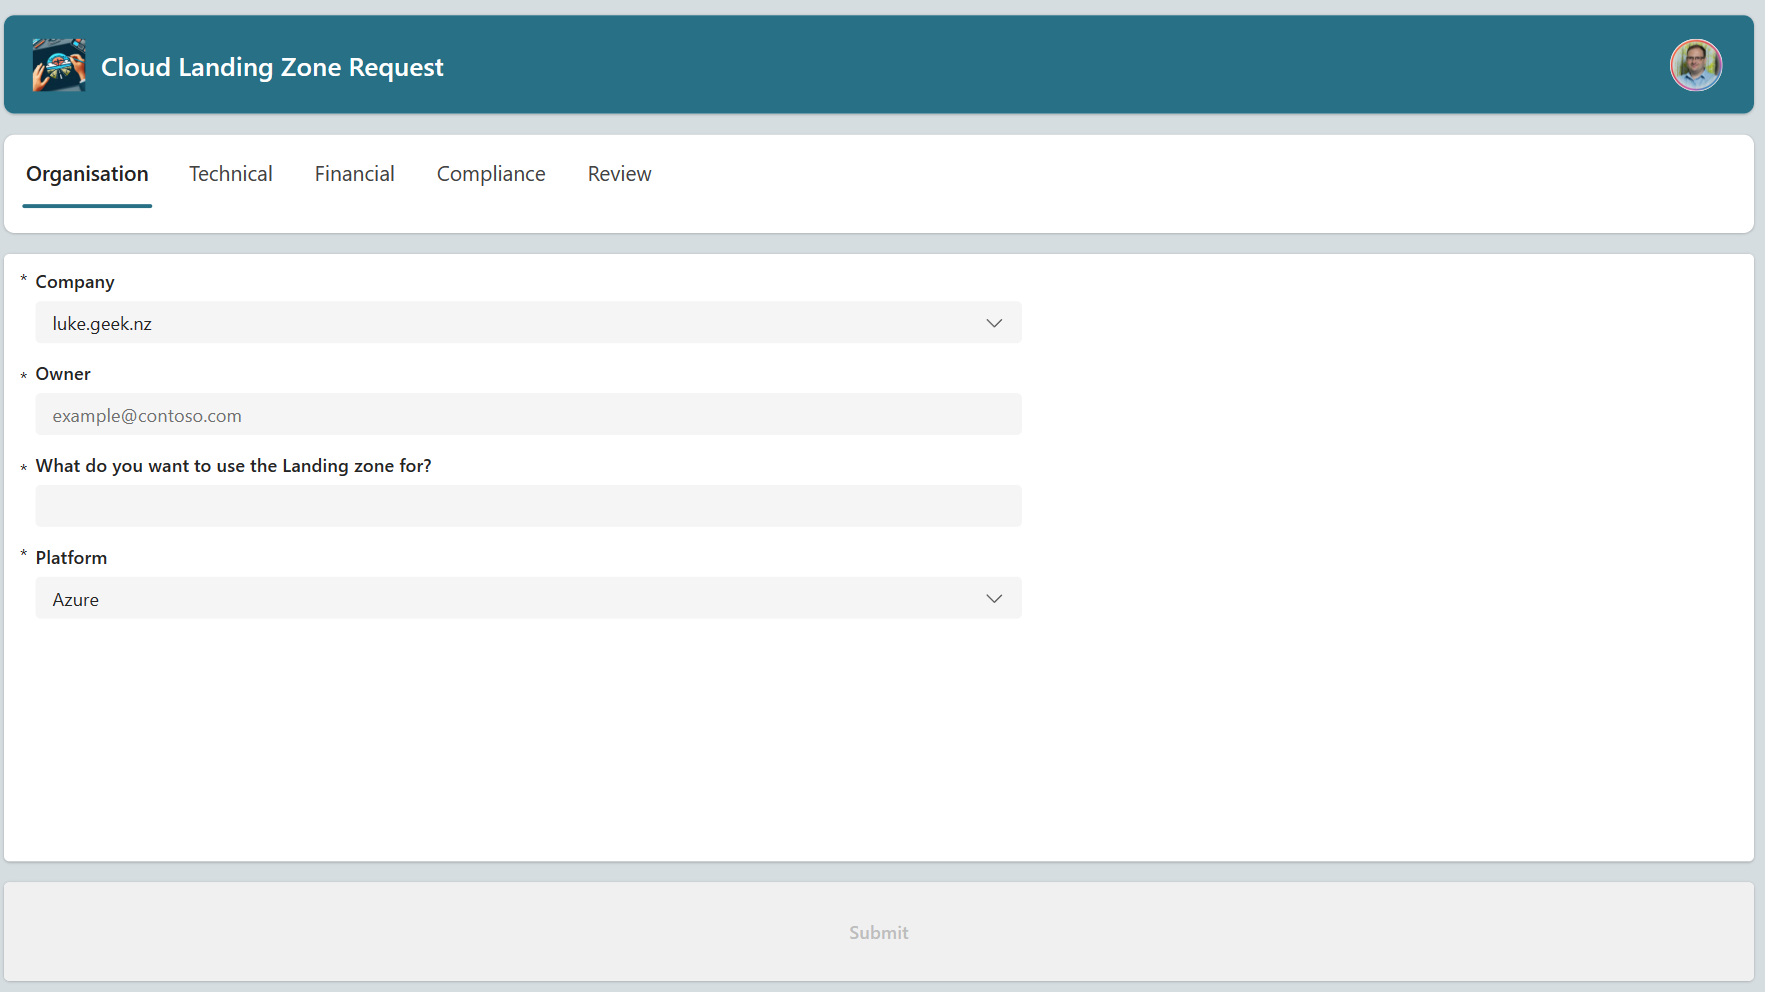 Cloud Landing Zone Request
Organisation Technical Financial Compliance Review
* Company
luke.geek.nz
* Owner
example@contoso.com
* What do you want to use the Landing zone for?
* Platform
Azure
Submit